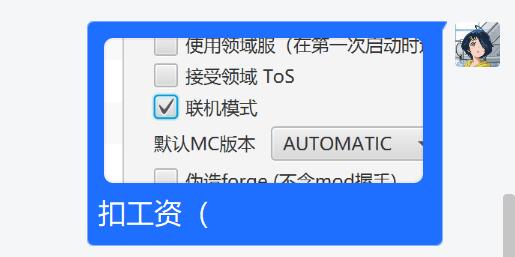 使用领域服（在第一次启动时
接受领域 ToS
联机模式
默认MC版本 AUTOMATIC
伪造forge (不含mod握手)
扣工资（